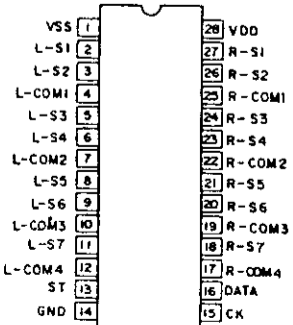 VSS 1 28 VDD
L-S1 2 27 R-S1
L-S2 3 26 R-S2
L-COM1 4 25 R-COM1
L-S3 5 24 R-S3
L-S4 6 23 R-S4
L-COM2 7 22 R-COM2
L-S5 8 21 R-S5
L-S6 9 20 R-S6
L-COM3 10 19 R-COM3
L-S7 11 18 R-S7
L-COM4 12 17 R-COM4
ST 13 16 DATA
GND 14 15 CK